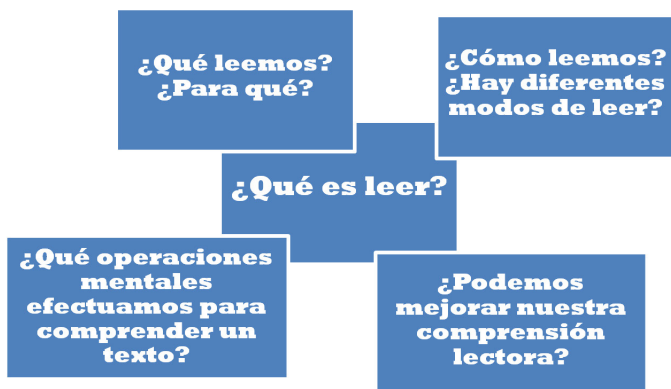 ¿Qué leemos?
¿Para qué?
¿Cómo leemos?
¿Hay diferentes
modos de leer?
¿Qué es leer?
¿Qué operaciones
mentales
efectuamos para
comprender un
texto?
¿Podemos
mejorar nuestra
comprensión
lectora?